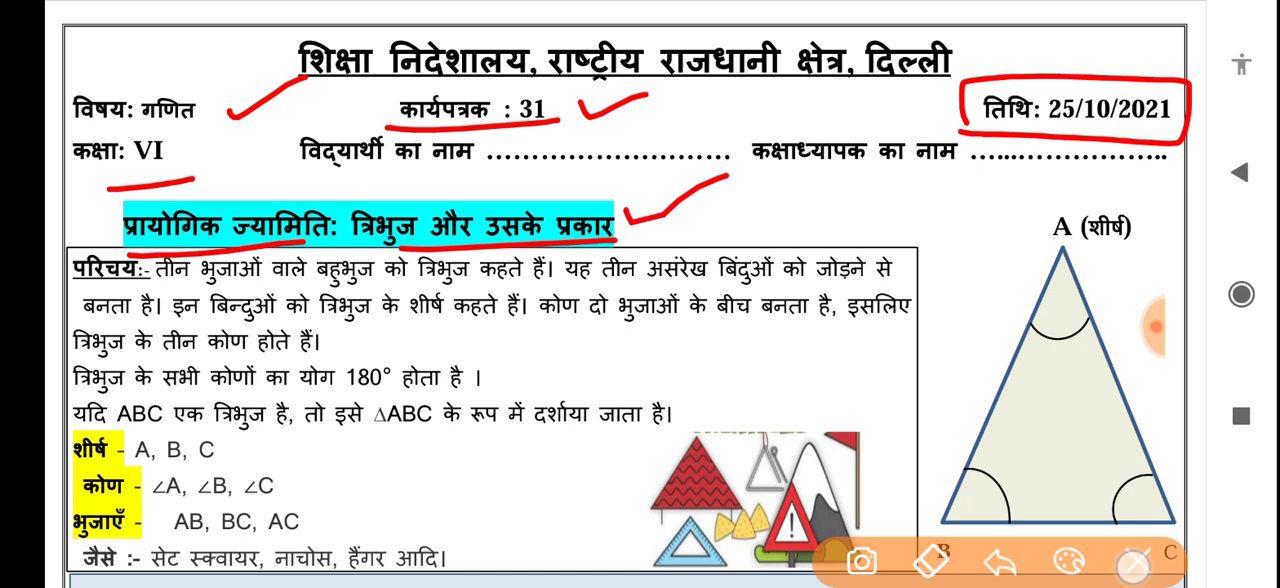 शिक्षा निदेशालय, राष्ट्रीय राजधानी क्षेत्र, दिल्ली
विषय: गणित कार्यपत्रक : 31 तिथि: 25/10/2021
कक्षा: VI विद्यार्थी का नाम ........................... कक्षाध्यापक का नाम ......................
प्रायोगिक ज्यामिति: त्रिभुज और उसके प्रकार
A (शीर्ष)
परिचय:- तीन भुजाओं वाले बहुभुज को त्रिभुज कहते हैं। यह तीन असंरेख बिंदुओं को जोड़ने से
बनता है। इन बिन्दुओं को त्रिभुज के शीर्ष कहते हैं। कोण दो भुजाओं के बीच बनता है, इसलिए
त्रिभुज के तीन कोण होते हैं।
त्रिभुज के सभी कोणों का योग 180° होता है ।
यदि ABC एक त्रिभुज है, तो इसे ∆ABC के रूप में दर्शाया जाता है।
शीर्ष - A, B, C
कोण - ∠A, ∠B, ∠C
भुजाएँ - AB, BC, AC
जैसे :- सेट स्क्वायर, नाचोस, हैंगर आदि।
B C